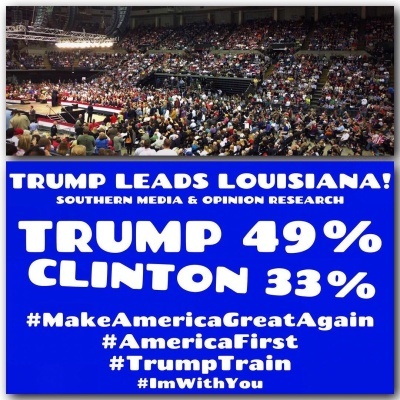 TRUMP LEADS LOUISIANA!
SOUTHERN MEDIA & OPINION RESEARCH
TRUMP 49%
CLINTON 33%
#MakeAmericaGreatAgain
#AmericaFirst
#TrumpTrain
#ImWithYou